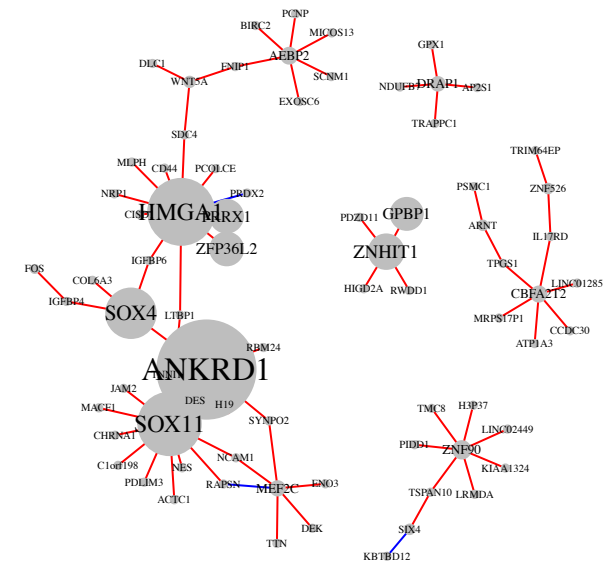 PCNP
BIRC2
MICOS13
AEBP2
DLC1
FNIP1
WNT5A
SCNM1
EXOSC6
GPX1
NDUFB7
DRAP1
AP2S1
TRAPPC1
SDC4
MLPH
CD44
PCOLCE
NRP1
PRDX2
HMGA1
PRRX1
ZFP36L2
IGFBP6
FOS
COL6A3
IGFBP4
SOX4
LTBP1
TRIM64EP
PSMC1
ZNF526
ARNT
IL17RD
TPGS1
LINC01285
CBFA2T2
MRPS17P1
CCDC30
ATP1A3
PDZD11
GPBP1
ZNHIT1
HIGD2A
RWDD1
RBM24
ANKRD1
JAM2
DES
H19
MAGE1
SOX11
SYNPO2
CHRNA1
C1orf198
NES
NCAM1
PDLIM3
RAPSN
MEF2C
ENO3
ACTC1
DEK
TTN
TMC8
H3P37
LINC02449
PIDD1
ZNF90
KIAA1324
TSPAN10
LRMDA
SIX4
KBTBD12